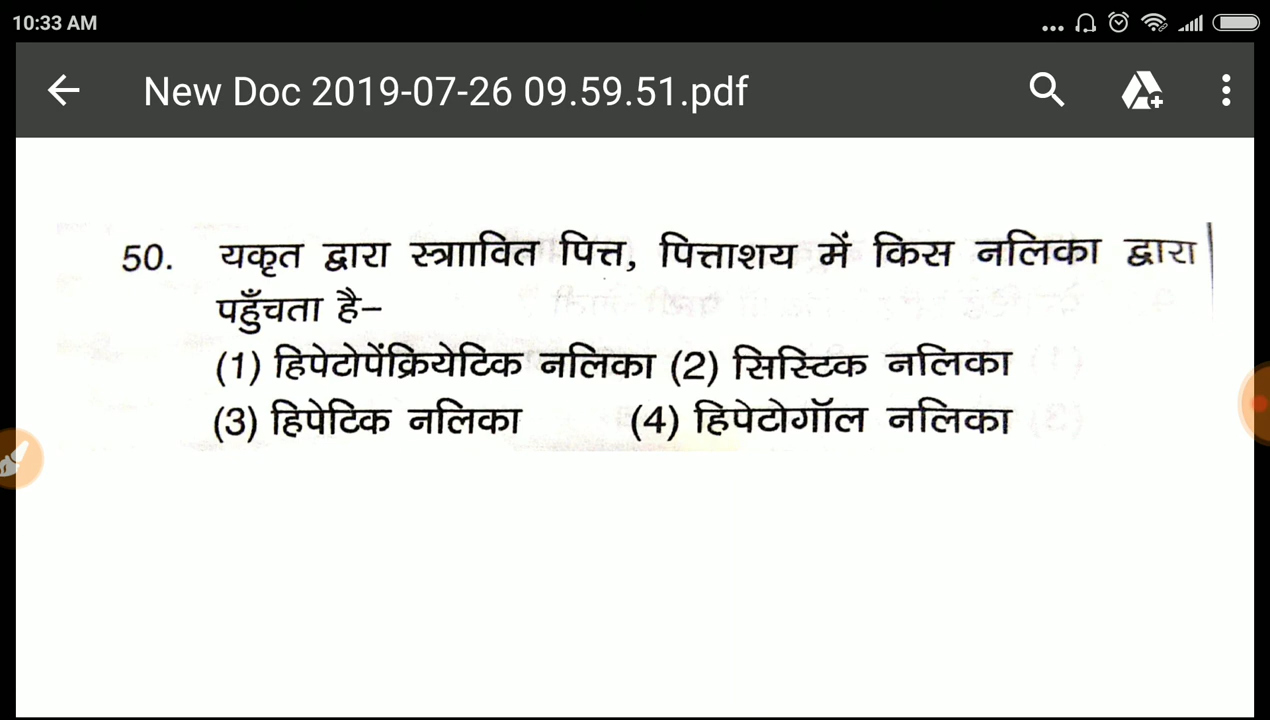 10:33 AM
New Doc 2019-07-26 09.59.51.pdf
50. यकृत द्वारा स्त्राावित पित्त, पित्ताशय में किस नलिका द्वारा
पहुँचता है–
(1) हिपेटोपेंक्रियेटिक नलिका (2) सिस्टिक नलिका
(3) हिपेटिक नलिका (4) हिपेटोगॉल नलिका